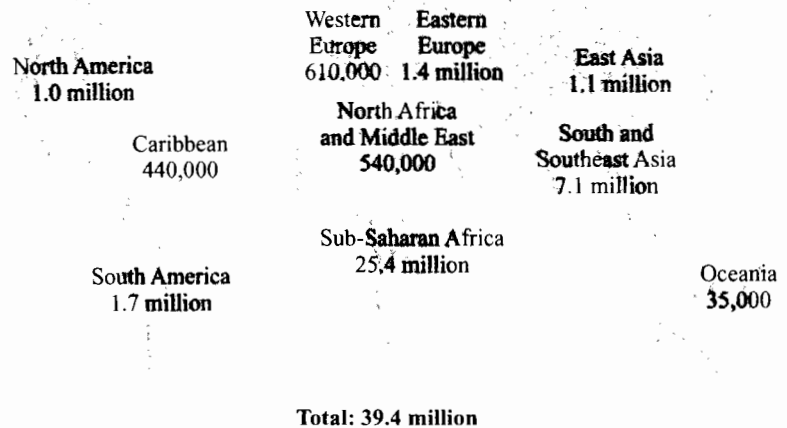 Western
Europe
610,000
Eastern
Europe
1.4 million
North America
1.0 million
East Asia
1.1 million
North Africa
and Middle East
540,000
Caribbean
440,000
South and
Southeast Asia
7.1 million
Sub-Saharan Africa
25.4 million
South America
1.7 million
Oceania
35,000
Total: 39.4 million